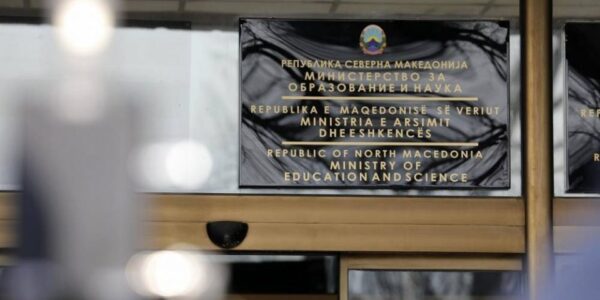 РЕПУБЛИКА СЕВЕРНА МАКЕДОНИЈА
МИНИСТЕРСТВО ЗА
ОБРАЗОВАНИЕ И НАУКА
REPUBLIKA E MAQEDONISË SË VERIUT
MINISTRIA E ARSIMIT
DHE E SHKENCËS
REPUBLIC OF NORTH MACEDONIA
MINISTRY OF
EDUCATION AND SCIENCE